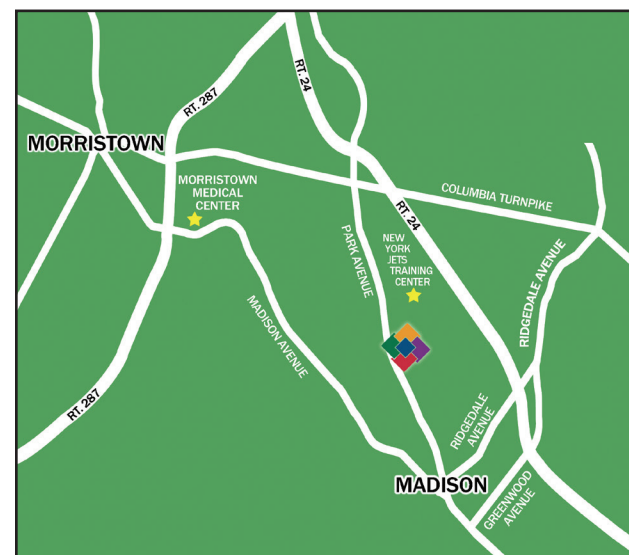 RT. 287
RT. 24
MORRISTOWN
MORRISTOWN
MEDICAL
CENTER
COLUMBIA TURNPIKE
RT. 24
PARK AVENUE
NEW
YORK
JETS
TRAINING
CENTER
RIDGEDALE AVENUE
MADISON AVENUE
RT. 287
RIDGEDALE
AVENUE
MADISON
GREENWOOD
AVENUE